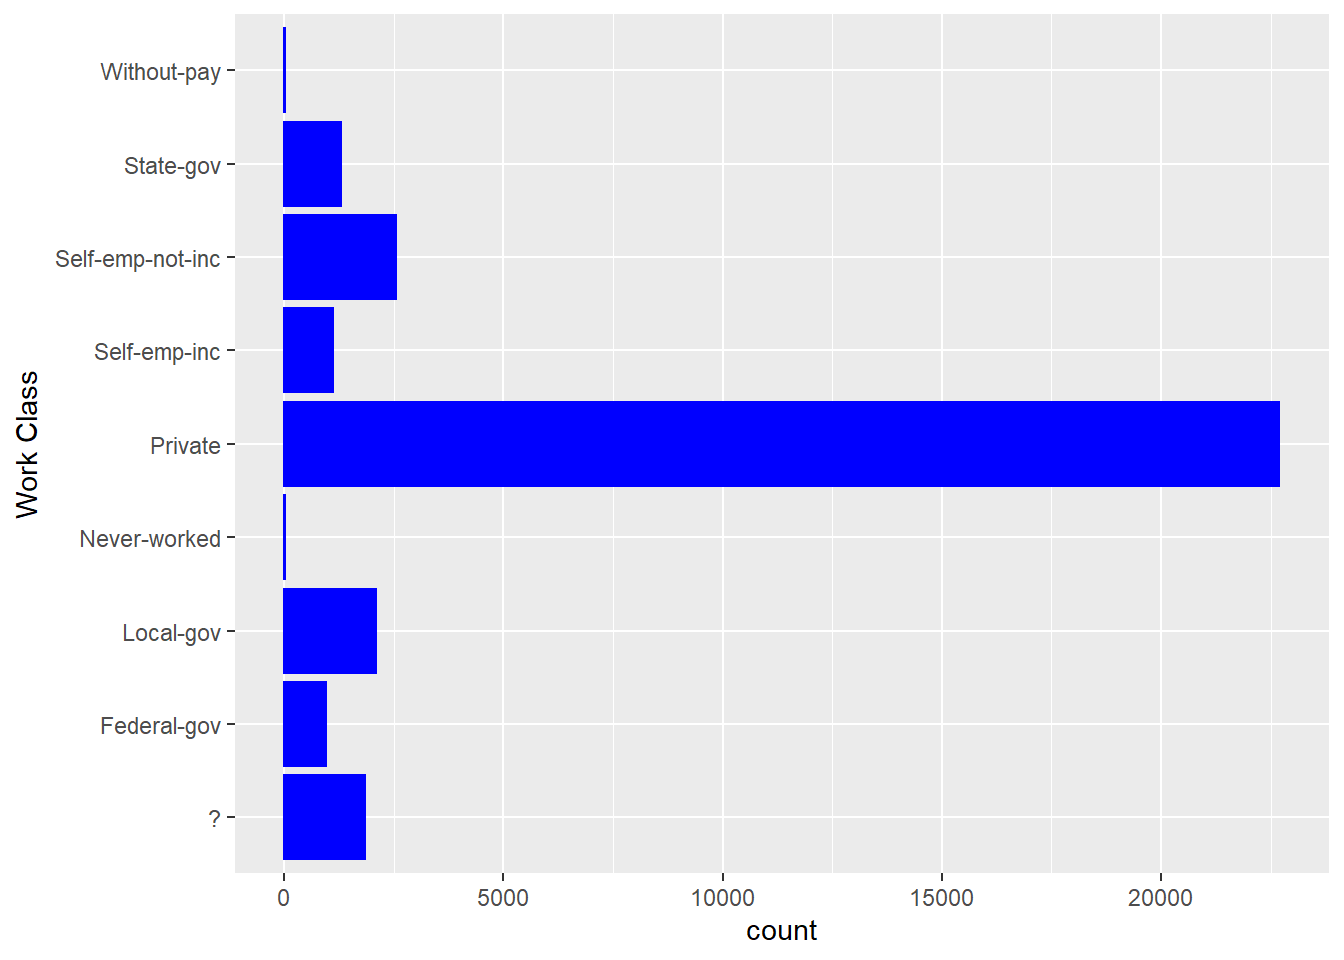 Without-pay
State-gov
Self-emp-not-inc
Self-emp-inc
Private
Never-worked
Local-gov
Federal-gov
?
Work Class
0 5000 10000 15000 20000
count